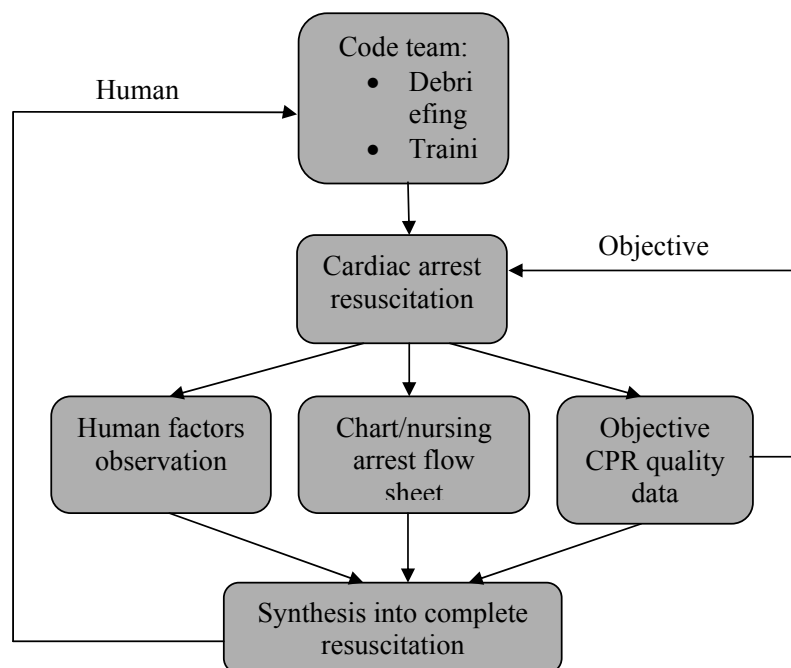 Code team:
• Debri
efing
• Traini
Human
Objective
Cardiac arrest
resuscitation
Human factors
observation
Chart/nursing
arrest flow
sheet
Objective
CPR quality
data
Synthesis into complete
resuscitation